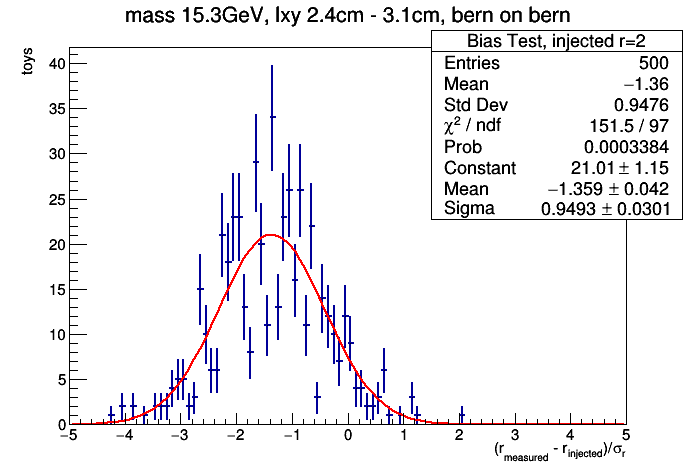 mass 15.3GeV, lxy 2.4cm - 3.1cm, bern on bern
Bias Test, injected r=2
Entries 500
Mean −1.36
Std Dev 0.9476
χ² / ndf 151.5 / 97
Prob 0.0003384
Constant 21.01 ± 1.15
Mean −1.359 ± 0.042
Sigma 0.9493 ± 0.0301
toys
40
35
30
25
20
15
10
5
0
−5 −4 −3 −2 −1 0 1 2 3 4 5
(r_measured - r_injected)/σ_r